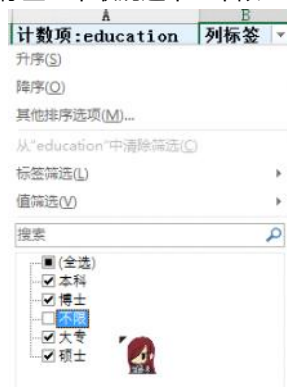 A B
计数项:education 列标签
升序(S)
降序(O)
其他排序选项(M)...
从"education"中清除筛选(C)
标签筛选(L)
值筛选(V)
搜索
(全选)
本科
博士
不限
大专
硕士